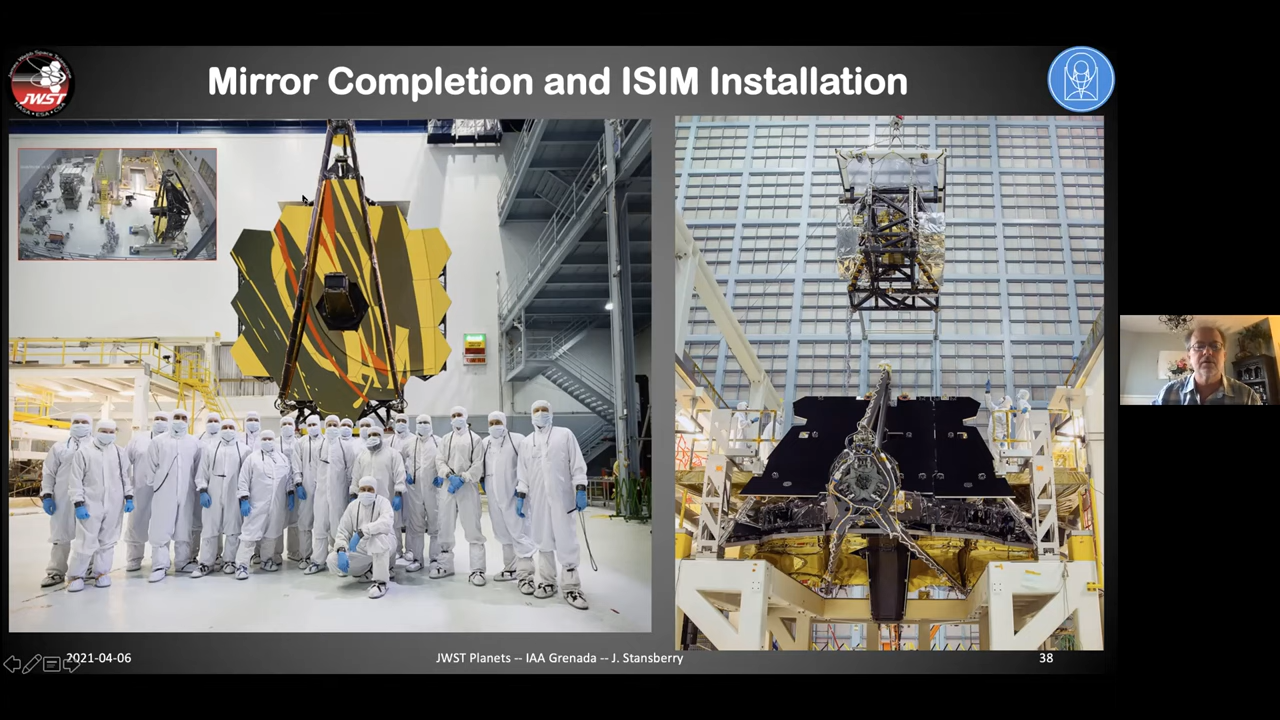 Mirror Completion and ISIM Installation
JWST
2021-04-06
JWST Planets -- IAA Grenada -- J. Stansberry
38